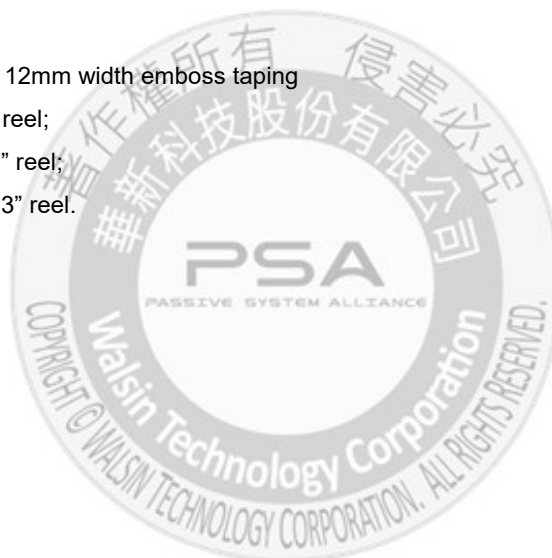 12mm width emboss taping
reel;
” reel;
3” reel.
著作權所有 侵害必究
華新科技股份有限公司
PSA
PASSIVE SYSTEM ALLIANCE
Walsin Technology Corporation
COPYRIGHT © WALSIN TECHNOLOGY CORPORATION. ALL RIGHTS RESERVED.